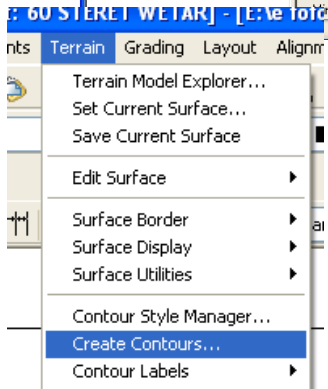 : 60 STERET WETAR] - [E:\e
nts Terrain Grading Layout Alignm
Terrain Model Explorer...
Set Current Surface...
Save Current Surface
Edit Surface
Surface Border
Surface Display
Surface Utilities
Contour Style Manager...
Create Contours...
Contour Labels